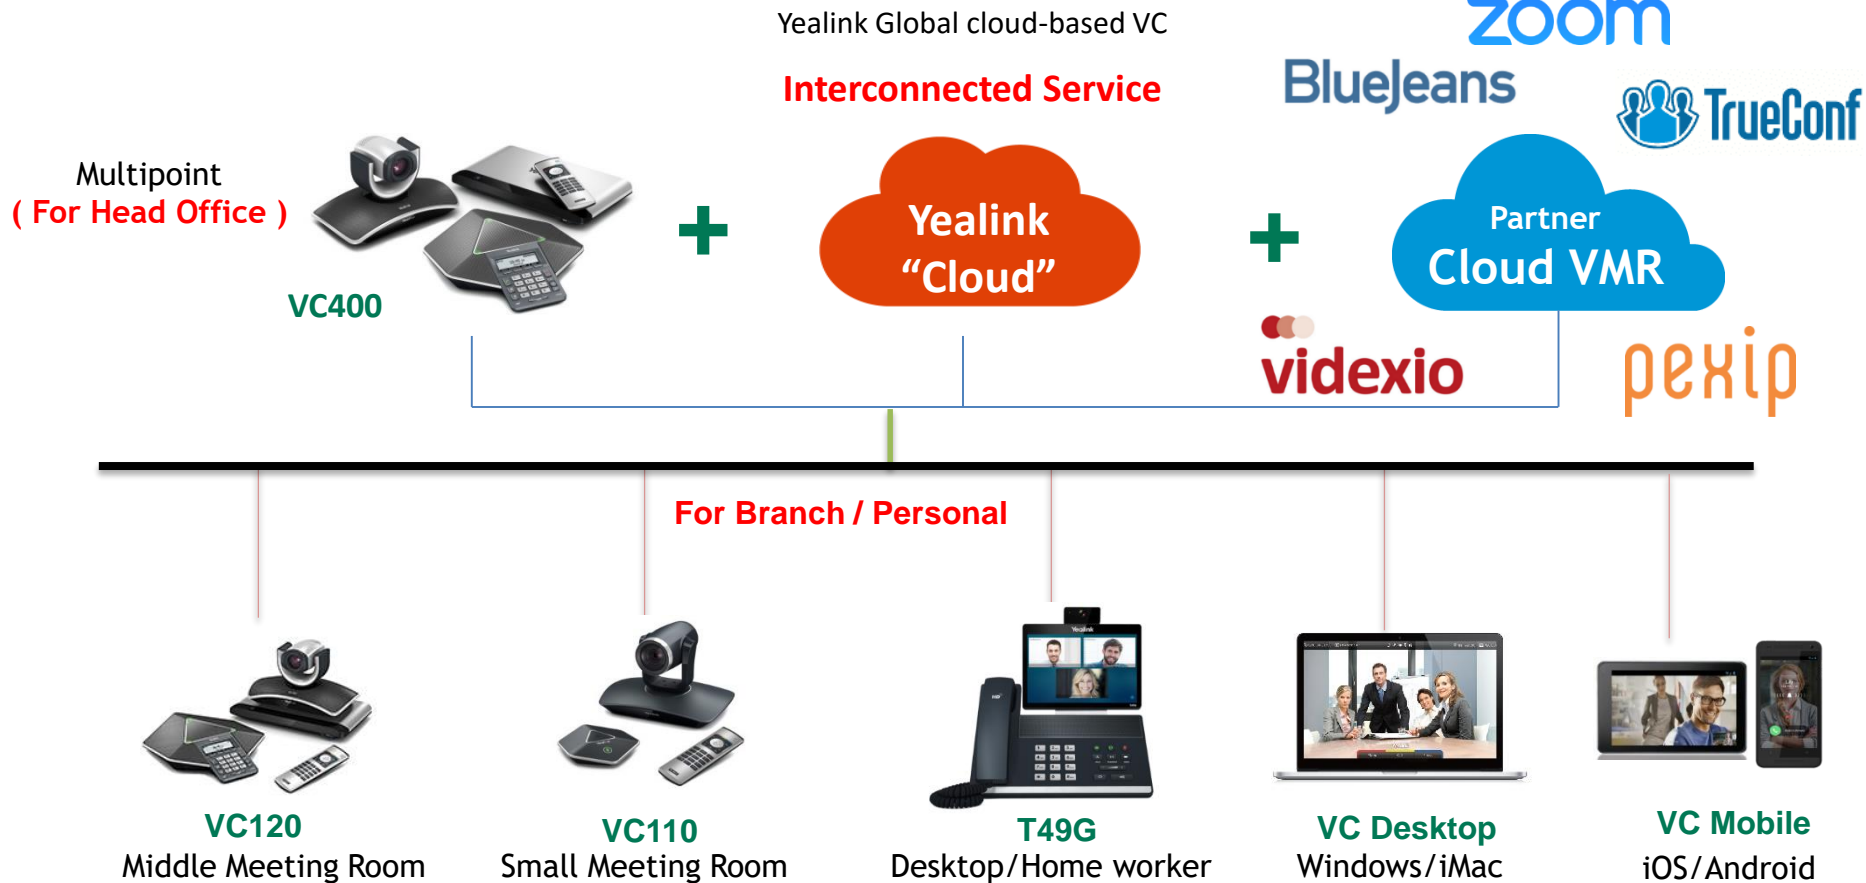 Yealink Global cloud-based VC
Interconnected Service
zoom
BlueJeans
TrueConf
Multipoint
( For Head Office )
VC400
Yealink
“Cloud”
Partner
Cloud VMR
videxio
pexip
For Branch / Personal
Yealink
VC120
Middle Meeting Room
VC110
Small Meeting Room
T49G
Desktop/Home worker
VC Desktop
Windows/iMac
VC Mobile
iOS/Android